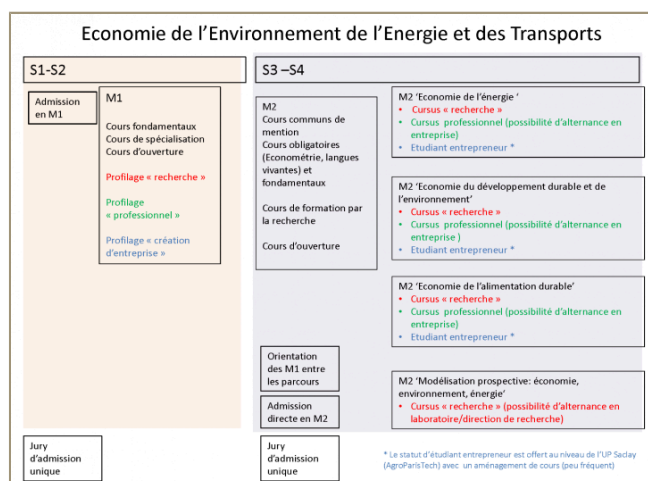 Economie de l'Environnement de l'Energie et des Transports
S1-S2
Admission
en M1
M1
Cours fondamentaux
Cours de spécialisation
Cours d'ouverture
Profilage « recherche »
Profilage
« professionnel »
Profilage « création
d'entreprise »
Jury
d'admission
unique
S3 –S4
M2
Cours communs de
mention
Cours obligatoires
(Econométrie, langues
vivantes) et
fondamentaux
Cours de formation par
la recherche
Cours d'ouverture
Orientation
des M1 entre
les parcours
Admission
directe en M2
Jury
d'admission
unique
M2 'Economie de l'énergie '
• Cursus « recherche »
• Cursus professionnel (possibilité d'alternance en
entreprise)
• Etudiant entrepreneur *
M2 'Economie du développement durable et de
l'environnement'
• Cursus « recherche »
• Cursus professionnel (possibilité d'alternance en
entreprise )
• Etudiant entrepreneur *
M2 'Economie de l'alimentation durable'
• Cursus « recherche »
• Cursus professionnel (possibilité d'alternance en
entreprise)
• Etudiant entrepreneur *
M2 'Modélisation prospective: économie,
environnement, énergie'
• Cursus « recherche » (possibilité d'alternance en
laboratoire/direction de recherche)
* Le statut d'étudiant entrepreneur est offert au niveau de l'UP Saclay
(AgroParisTech) avec un aménagement de cours (peu fréquent)